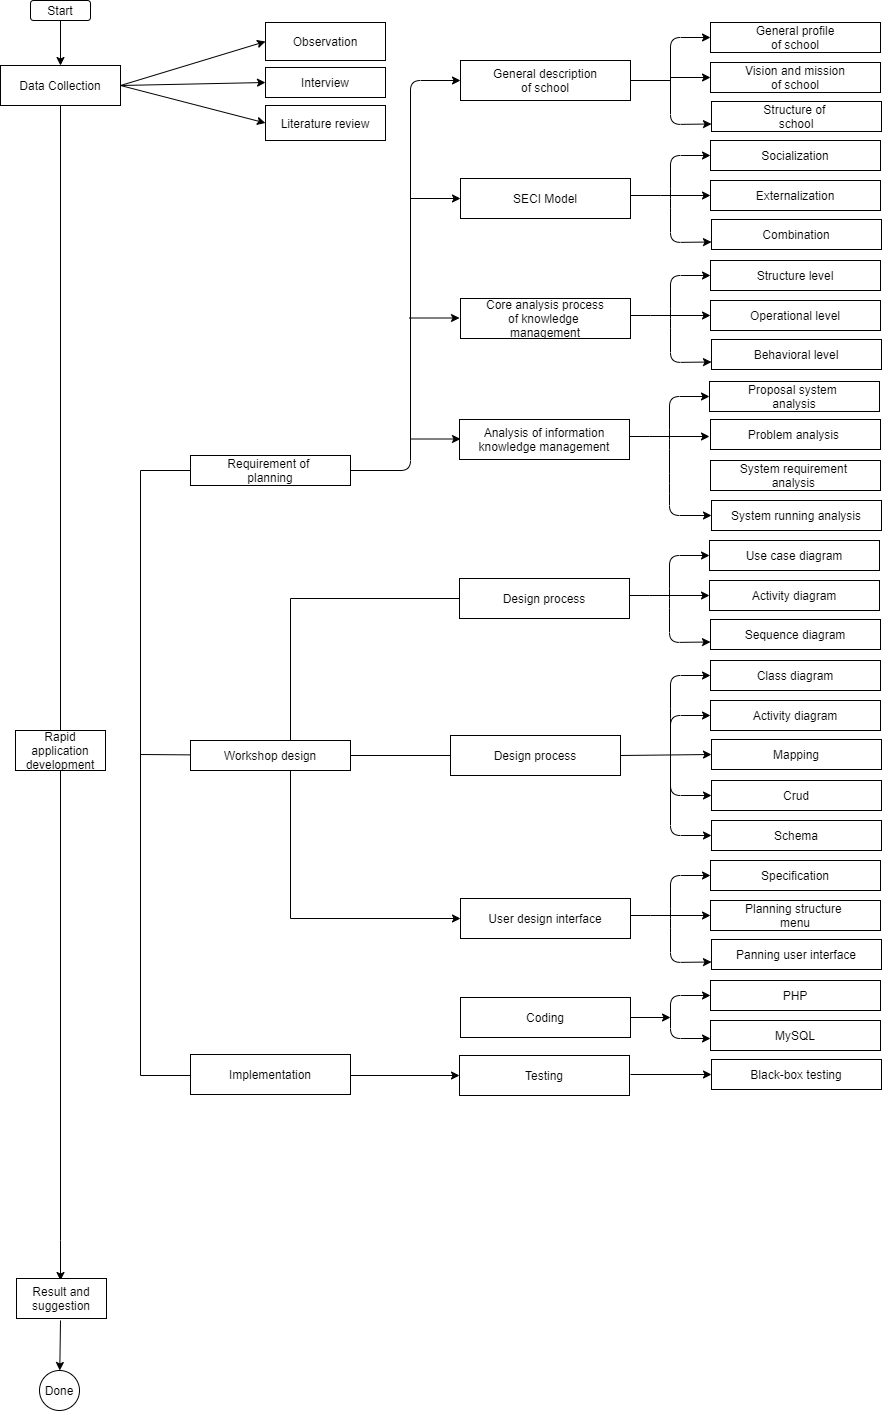 Start
Data Collection
Observation
Interview
Literature review
General description
of school
General profile
of school
Vision and mission
of school
Structure of
school
SECI Model
Socialization
Externalization
Combination
Core analysis process
of knowledge
management
Structure level
Operational level
Behavioral level
Requirement of
planning
Analysis of information
knowledge management
Proposal system
analysis
Problem analysis
System requirement
analysis
System running analysis
Design process
Use case diagram
Activity diagram
Sequence diagram
Rapid
application
development
Workshop design
Design process
Class diagram
Activity diagram
Mapping
Crud
Schema
User design interface
Specification
Planning structure
menu
Panning user interface
Coding
PHP
MySQL
Implementation
Testing
Black-box testing
Result and
suggestion
Done